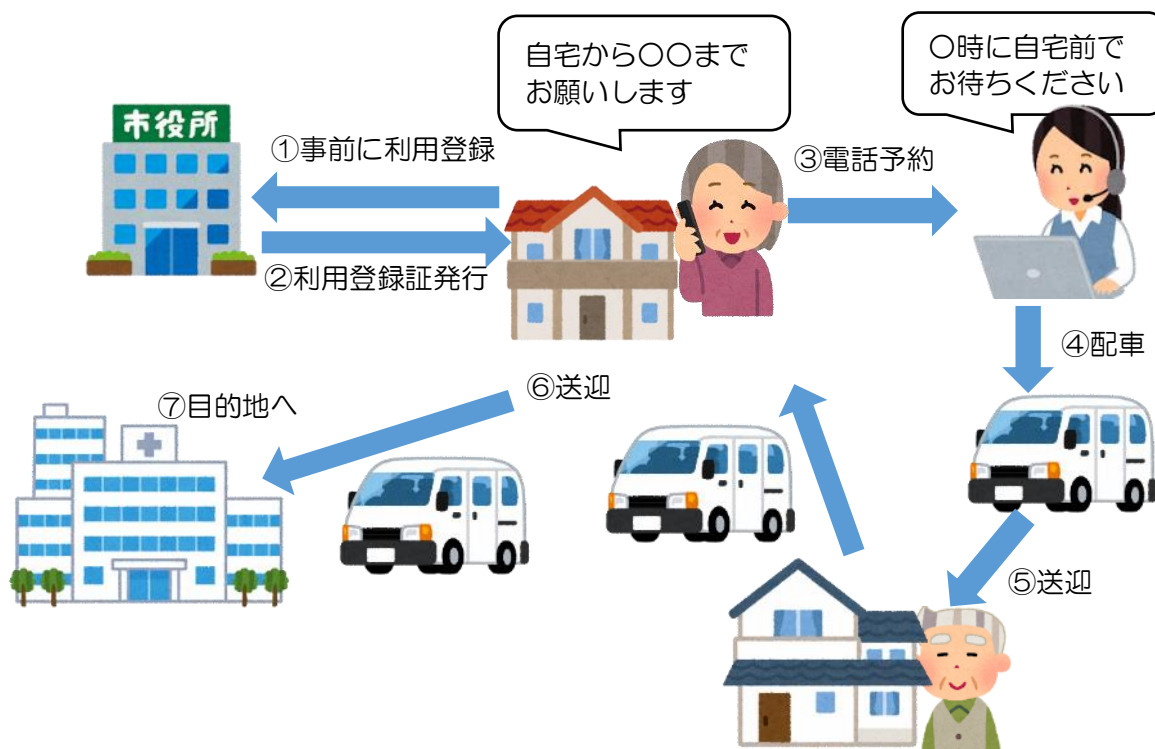 自宅から〇〇まで
お願いします
〇時に自宅前で
お待ちください
市役所
①事前に利用登録
③電話予約
②利用登録証発行
④配車
⑥送迎
⑦目的地へ
⑤送迎